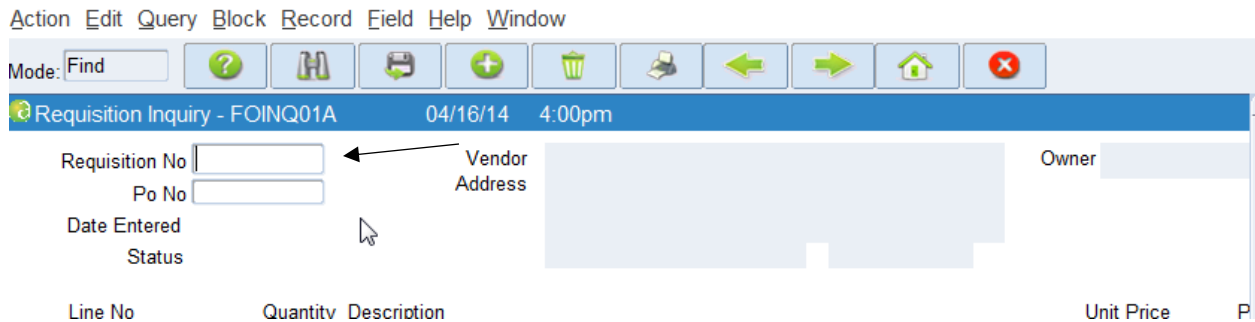 Action Edit Query Block Record Field Help Window
Mode: Find
Requisition Inquiry - FOINQ01A 04/16/14 4:00pm
Requisition No Vendor Owner
Po No Address
Date Entered
Status
Line No Quantity Description Unit Price P